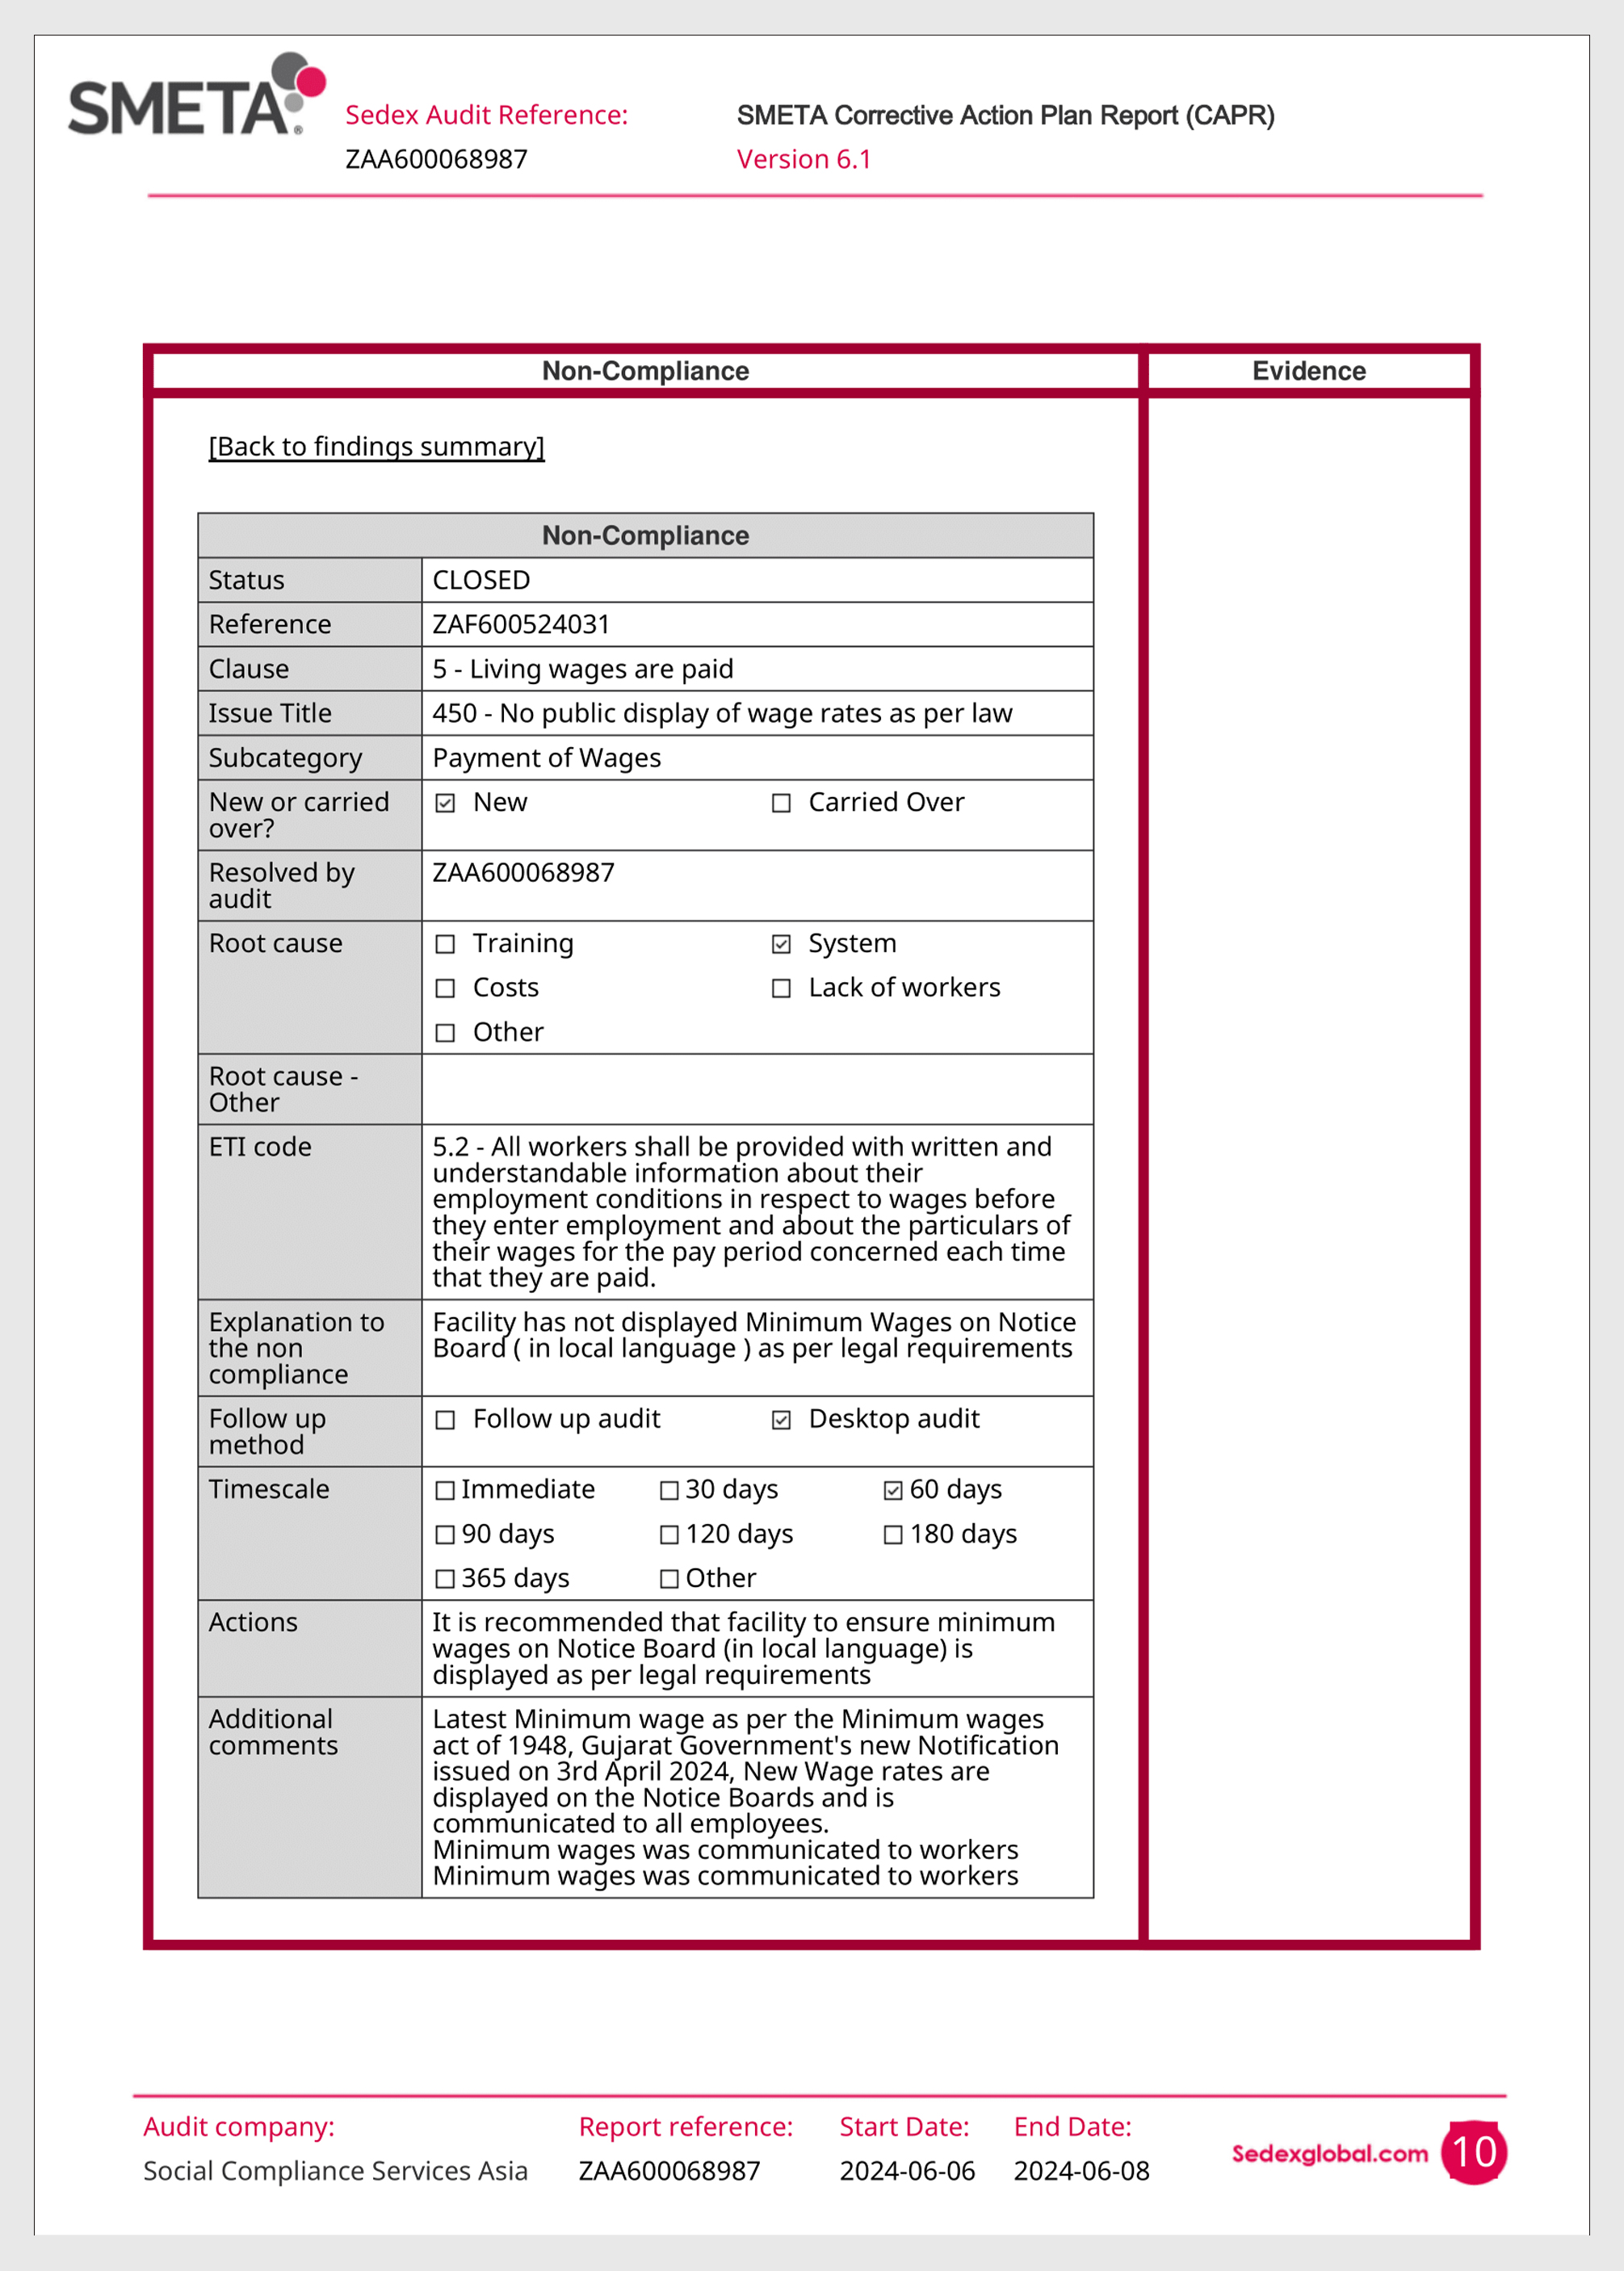 SMETA®
Sedex Audit Reference:
SMETA Corrective Action Plan Report (CAPR)
ZAA600068987
Version 6.1
Non-Compliance
Evidence
[Back to findings summary]
Non-Compliance
Status
CLOSED
Reference
ZAF600524031
Clause
5 - Living wages are paid
Issue Title
450 - No public display of wage rates as per law
Subcategory
Payment of Wages
New or carried
over?
☑ New
☐ Carried Over
Resolved by
audit
ZAA600068987
Root cause
☐ Training
☑ System
☐ Costs
☐ Lack of workers
☐ Other
Root cause -
Other
ETI code
5.2 - All workers shall be provided with written and
understandable information about their
employment conditions in respect to wages before
they enter employment and about the particulars of
their wages for the pay period concerned each time
that they are paid.
Explanation to
the non
compliance
Facility has not displayed Minimum Wages on Notice
Board ( in local language ) as per legal requirements
Follow up
method
☐ Follow up audit
☑ Desktop audit
Timescale
☐ Immediate
☐ 30 days
☑ 60 days
☐ 90 days
☐ 120 days
☐ 180 days
☐ 365 days
☐ Other
Actions
It is recommended that facility to ensure minimum
wages on Notice Board (in local language) is
displayed as per legal requirements
Additional
comments
Latest Minimum wage as per the Minimum wages
act of 1948, Gujarat Government's new Notification
issued on 3rd April 2024, New Wage rates are
displayed on the Notice Boards and is
communicated to all employees.
Minimum wages was communicated to workers
Minimum wages was communicated to workers
Audit company:
Report reference:
Start Date:
End Date:
Social Compliance Services Asia
ZAA600068987
2024-06-06
2024-06-08
Sedexglobal.com
10